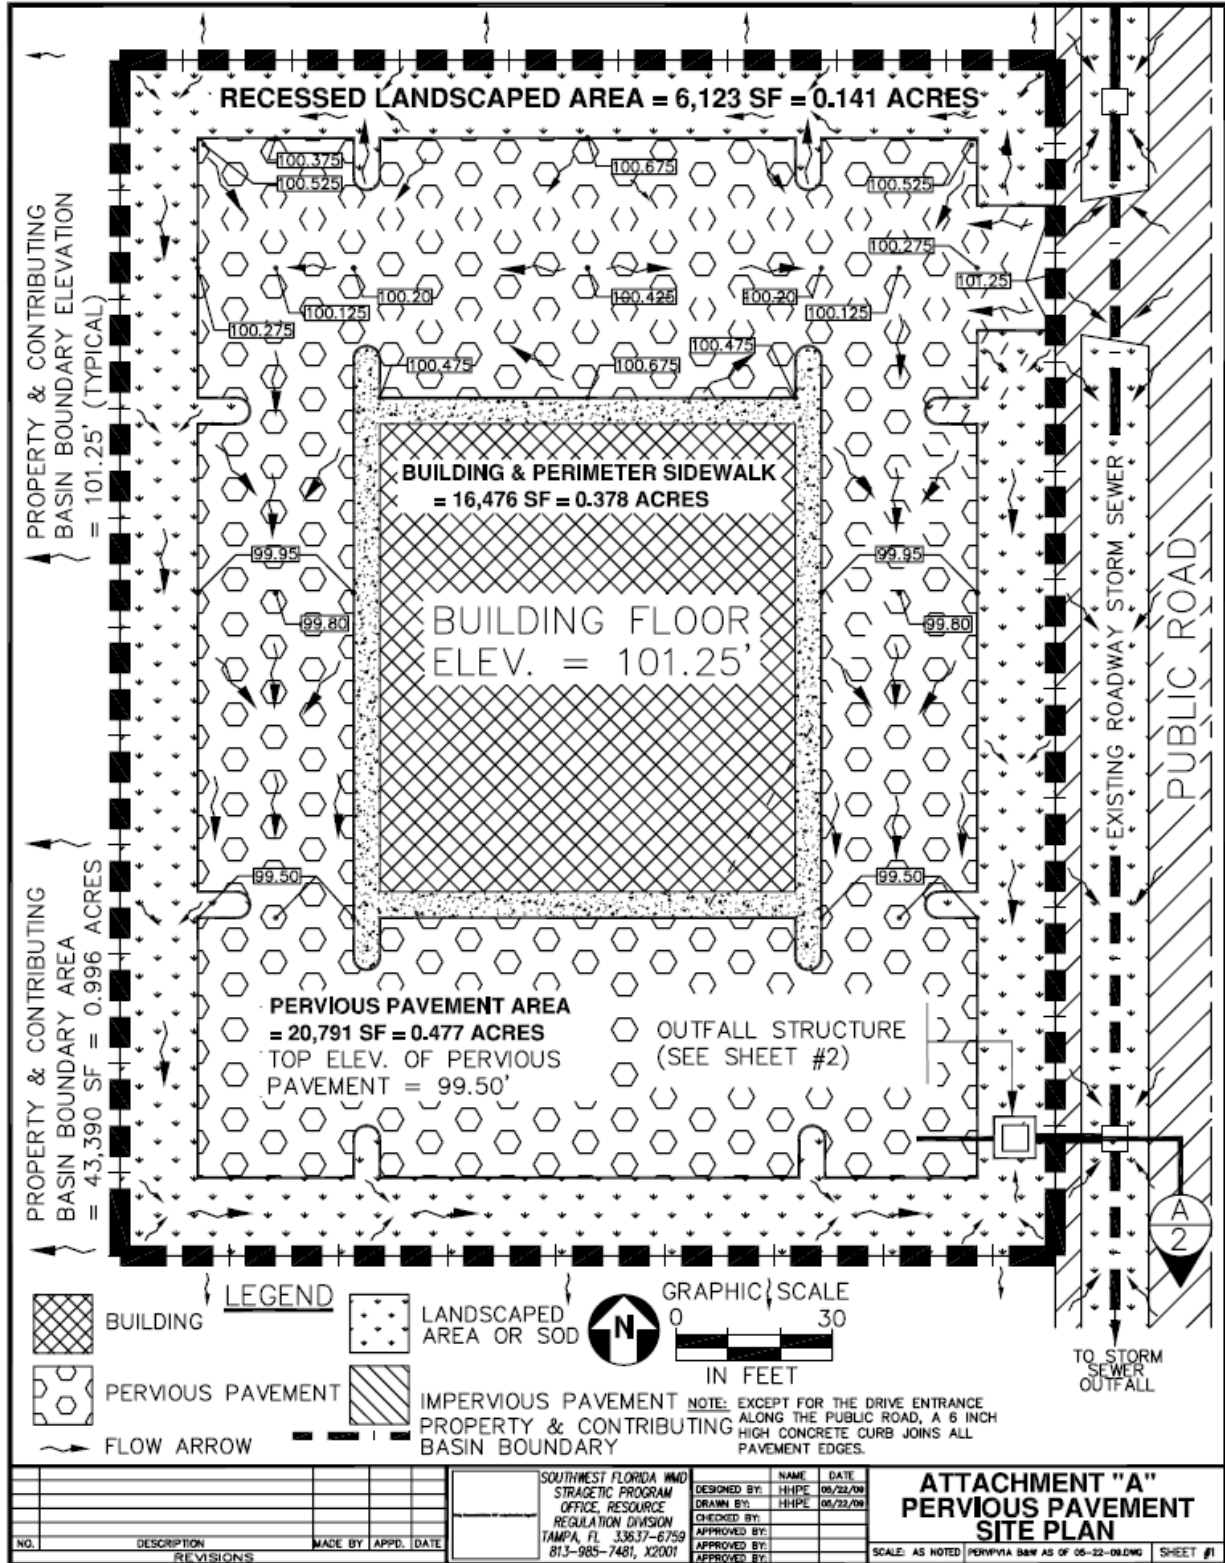 RECESSED LANDSCAPED AREA = 6,123 SF = 0.141 ACRES
100.375
100.525
100.675
100.525
100.275
101.25
100.20
100.125
100.275
100.425
100.20
100.125
100.475
100.675
100.475
PROPERTY & CONTRIBUTING
BASIN BOUNDARY ELEVATION
= 101.25' (TYPICAL)
BUILDING & PERIMETER SIDEWALK
= 16,476 SF = 0.378 ACRES
99.95
99.95
99.80
99.80
BUILDING FLOOR
ELEV. = 101.25'
EXISTING ROADWAY STORM SEWER
PUBLIC ROAD
99.50
99.50
PROPERTY & CONTRIBUTING
BASIN BOUNDARY AREA
= 43,390 SF = 0.996 ACRES
PERVIOUS PAVEMENT AREA
= 20,791 SF = 0.477 ACRES
TOP ELEV. OF PERVIOUS
PAVEMENT = 99.50'
OUTFALL STRUCTURE
(SEE SHEET #2)
A
2
TO STORM
SEWER
OUTFALL
LEGEND
BUILDING
LANDSCAPED
AREA OR SOD
PERVIOUS PAVEMENT
IMPERVIOUS PAVEMENT
FLOW ARROW
PROPERTY & CONTRIBUTING
BASIN BOUNDARY
N
GRAPHIC SCALE
0 30
IN FEET
NOTE: EXCEPT FOR THE DRIVE ENTRANCE
ALONG THE PUBLIC ROAD, A 6 INCH
HIGH CONCRETE CURB JOINS ALL
PAVEMENT EDGES.
NO. DESCRIPTION MADE BY APPD. DATE
REVISIONS
SOUTHWEST FLORIDA WMD
STRAGETIC PROGRAM
OFFICE, RESOURCE
REGULATION DIVISION
TAMPA, FL 33637-6759
813-985-7481, X2001
NAME DATE
DESIGNED BY: HHPE 05/22/09
DRAWN BY: HHPE 05/22/09
CHECKED BY:
APPROVED BY:
APPROVED BY:
APPROVED BY:
ATTACHMENT "A"
PERVIOUS PAVEMENT
SITE PLAN
SCALE: AS NOTED PERVPVIA B&W AS OF 05-22-09.DWG SHEET #1